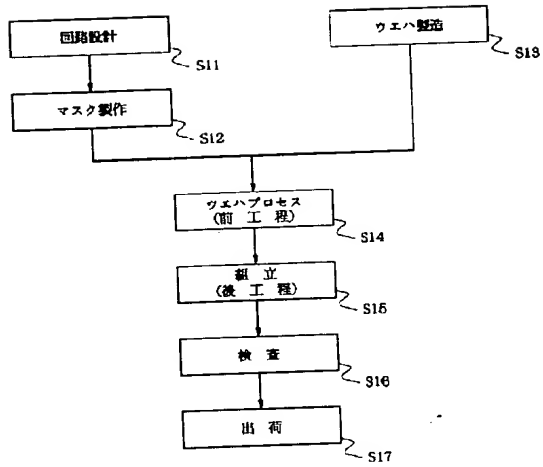 回路設計
S11
ウエハ製造
S13
マスク製作
S12
ウエハプロセス
(前 工 程)
S14
組 立
(後 工 程)
S15
検 査
S16
出 荷
S17